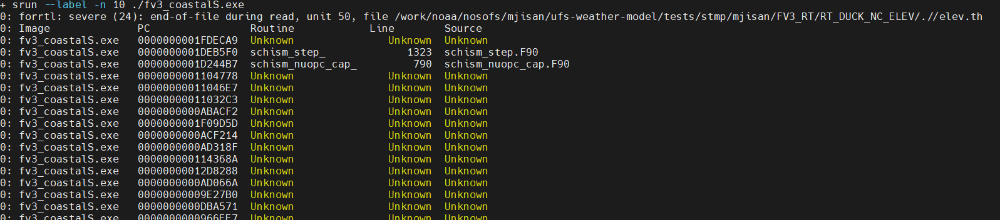 + srun --label -n 10 ./fv3_coastalS.exe
0: forrtl: severe (24): end-of-file during read, unit 50, file /work/noaa/nosofs/mjisan/ufs-weather-model/tests/stmp/mjisan/FV3_RT/RT_DUCK_NC_ELEV/.//elev.th
0: Image PC Routine Line Source
0: fv3_coastalS.exe 0000000001FDECA9 Unknown Unknown Unknown
0: fv3_coastalS.exe 0000000001DEB5F0 schism_step_ 1323 schism_step.F90
0: fv3_coastalS.exe 0000000001D244B7 schism_nuopc_cap_ 790 schism_nuopc_cap.F90
0: fv3_coastalS.exe 0000000001104778 Unknown Unknown Unknown
0: fv3_coastalS.exe 00000000011046E7 Unknown Unknown Unknown
0: fv3_coastalS.exe 00000000011032C3 Unknown Unknown Unknown
0: fv3_coastalS.exe 0000000000ABACF2 Unknown Unknown Unknown
0: fv3_coastalS.exe 0000000001F09D5D Unknown Unknown Unknown
0: fv3_coastalS.exe 0000000000ACF214 Unknown Unknown Unknown
0: fv3_coastalS.exe 0000000000AD318F Unknown Unknown Unknown
0: fv3_coastalS.exe 000000000114368A Unknown Unknown Unknown
0: fv3_coastalS.exe 00000000012D8288 Unknown Unknown Unknown
0: fv3_coastalS.exe 0000000000AD066A Unknown Unknown Unknown
0: fv3_coastalS.exe 00000000009E27B0 Unknown Unknown Unknown
0: fv3_coastalS.exe 0000000000DBA571 Unknown Unknown Unknown
0: fv3_coastalS.exe Unknown Unknown Unknown